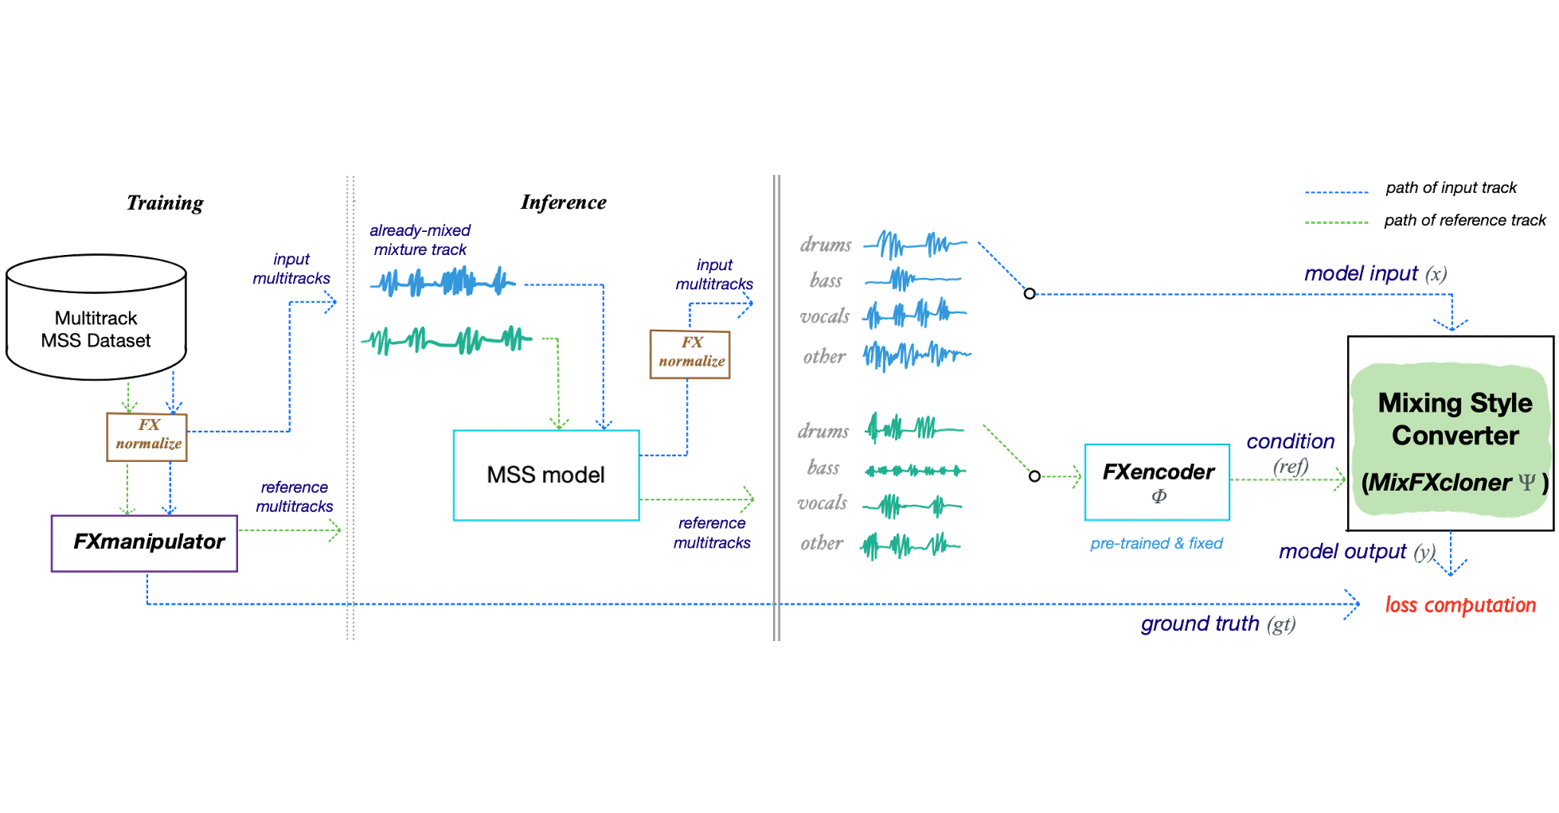 Training
Multitrack
MSS Dataset
FX
normalize
FXmanipulator
input
multitracks
reference
multitracks
Inference
already-mixed
mixture track
MSS model
FX
normalize
input
multitracks
reference
multitracks
drums
bass
vocals
other
drums
bass
vocals
other
FXencoder
Φ
pre-trained & fixed
path of input track
path of reference track
model input (x)
condition
(ref)
Mixing Style
Converter
(MixFXcloner Ψ )
model output (y)
loss computation
ground truth (gt)